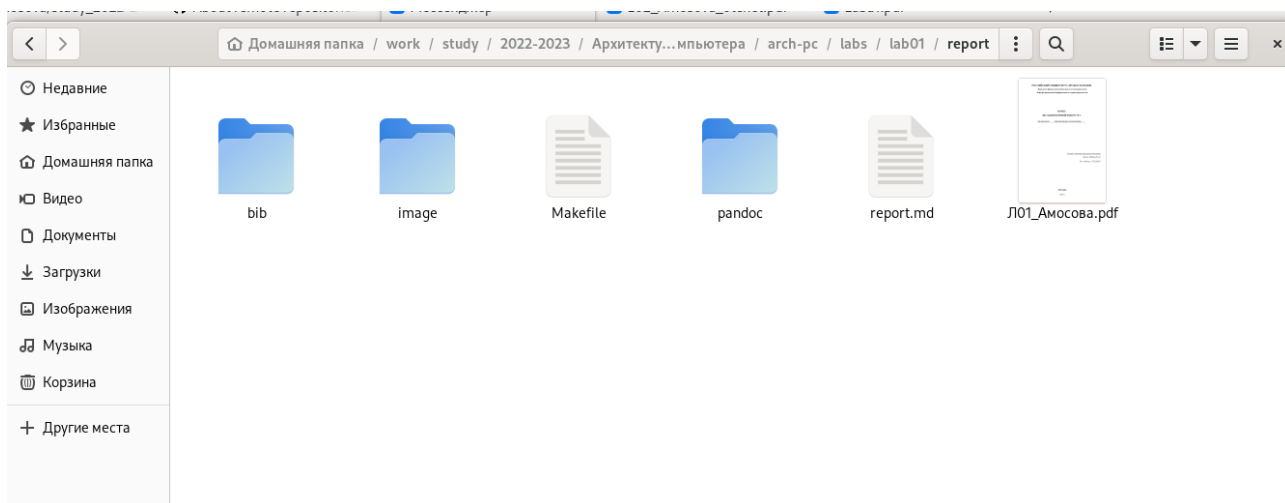 Домашняя папка / work / study / 2022-2023 / Архитекту…мпьютера / arch-pc / labs / lab01 / report
Недавние
Избранные
Домашняя папка
Видео
Документы
Загрузки
Изображения
Музыка
Корзина
Другие места
bib image Makefile pandoc report.md Л01_Амосова.pdf